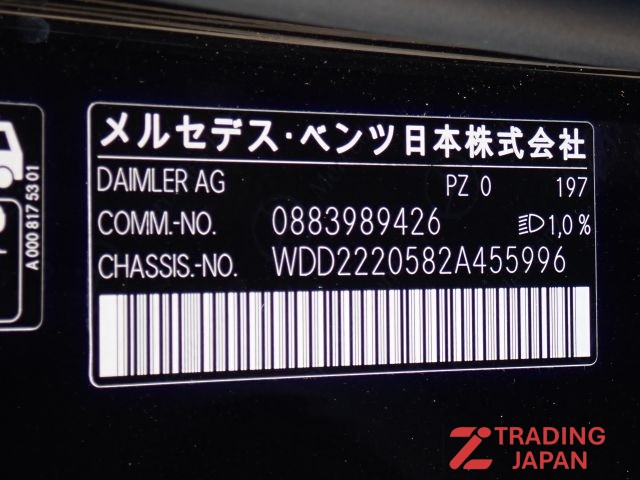 メルセデス・ベンツ日本株式会社
DAIMLER AG PZ 0 197
COMM.-NO. 0883989426 1,0%
CHASSIS.-NO. WDD2220582A455996
A 000 817 53 01
P
TRADING
JAPAN